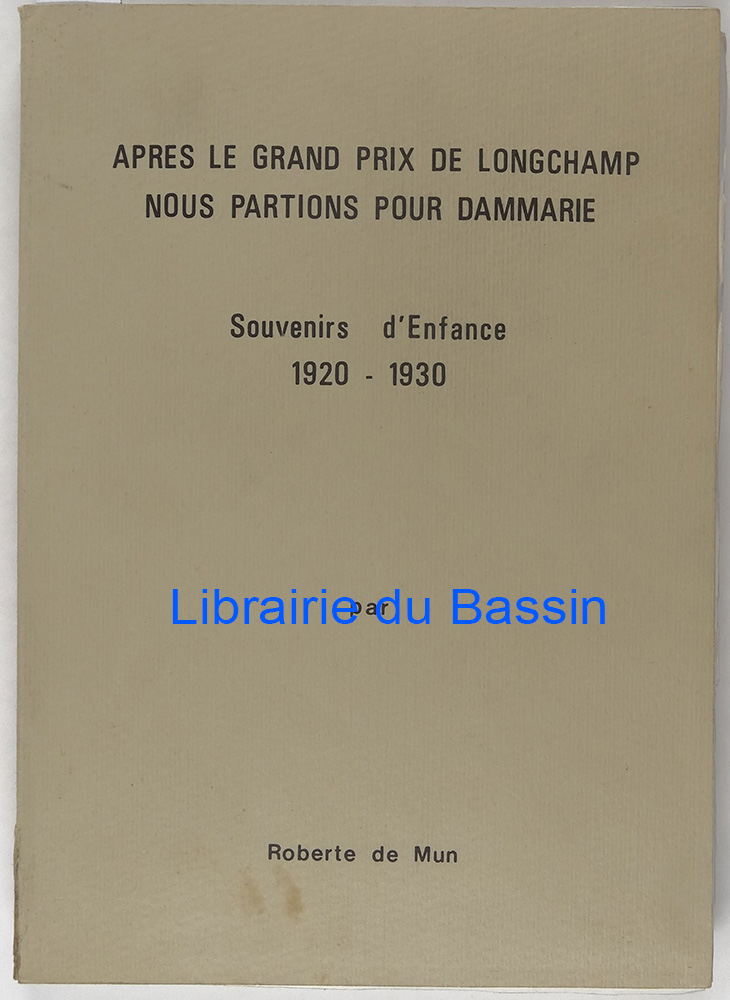 APRES LE GRAND PRIX DE LONGCHAMP
NOUS PARTIONS POUR DAMMARIE
Souvenirs d'Enfance
1920 - 1930
par
Librairie du Bassin
Roberte de Mun